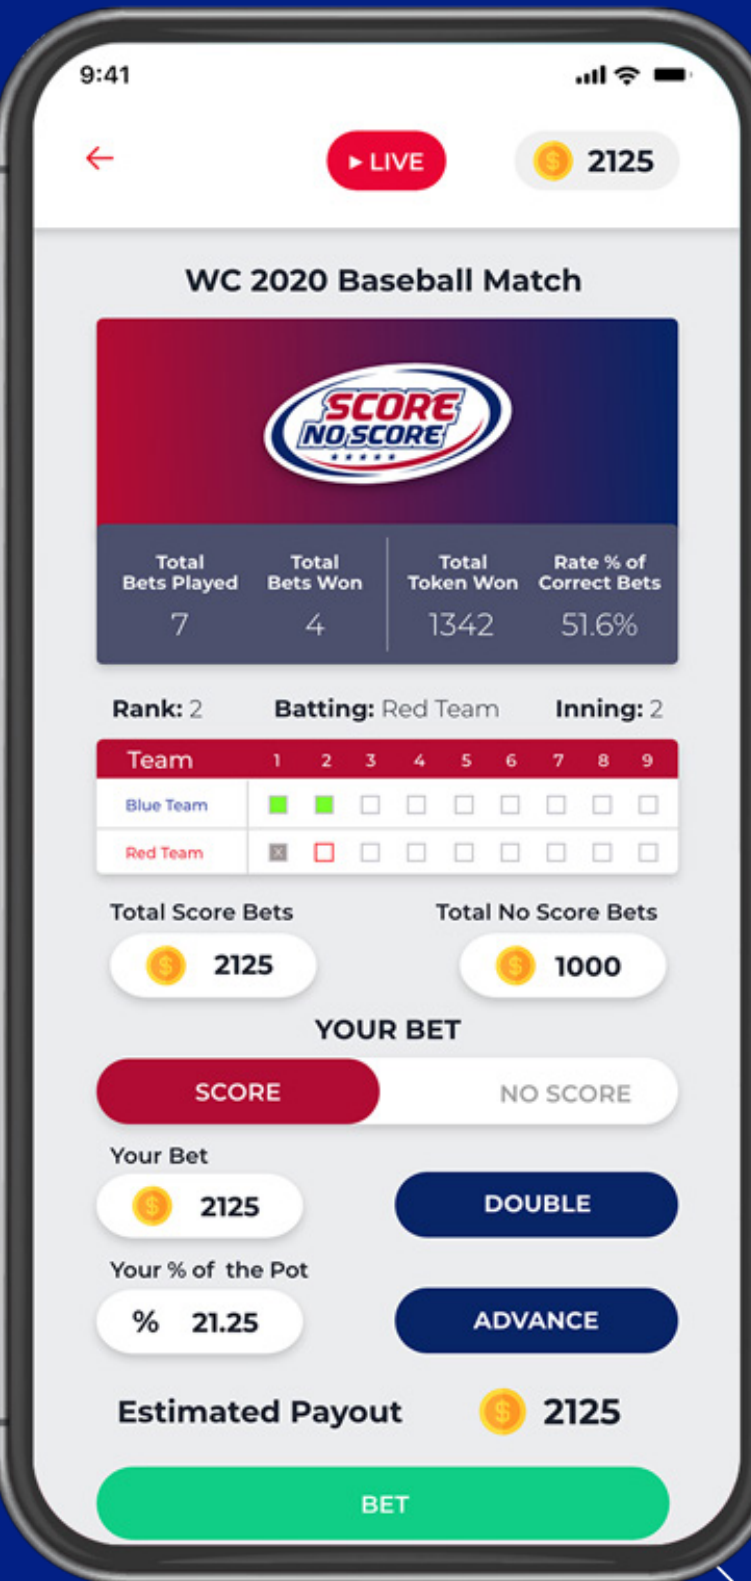 9:41
LIVE
2125
WC 2020 Baseball Match
SCORE
NO SCORE
Total Bets Played
Total Bets Won
Total Token Won
Rate % of Correct Bets
7 4 1342 51.6%
Rank: 2 Batting: Red Team Inning: 2
Team 1 2 3 4 5 6 7 8 9
Blue Team
Red Team
Total Score Bets Total No Score Bets
2125 1000
YOUR BET
SCORE NO SCORE
Your Bet
2125 DOUBLE
Your % of the Pot
% 21.25 ADVANCE
Estimated Payout 2125
BET